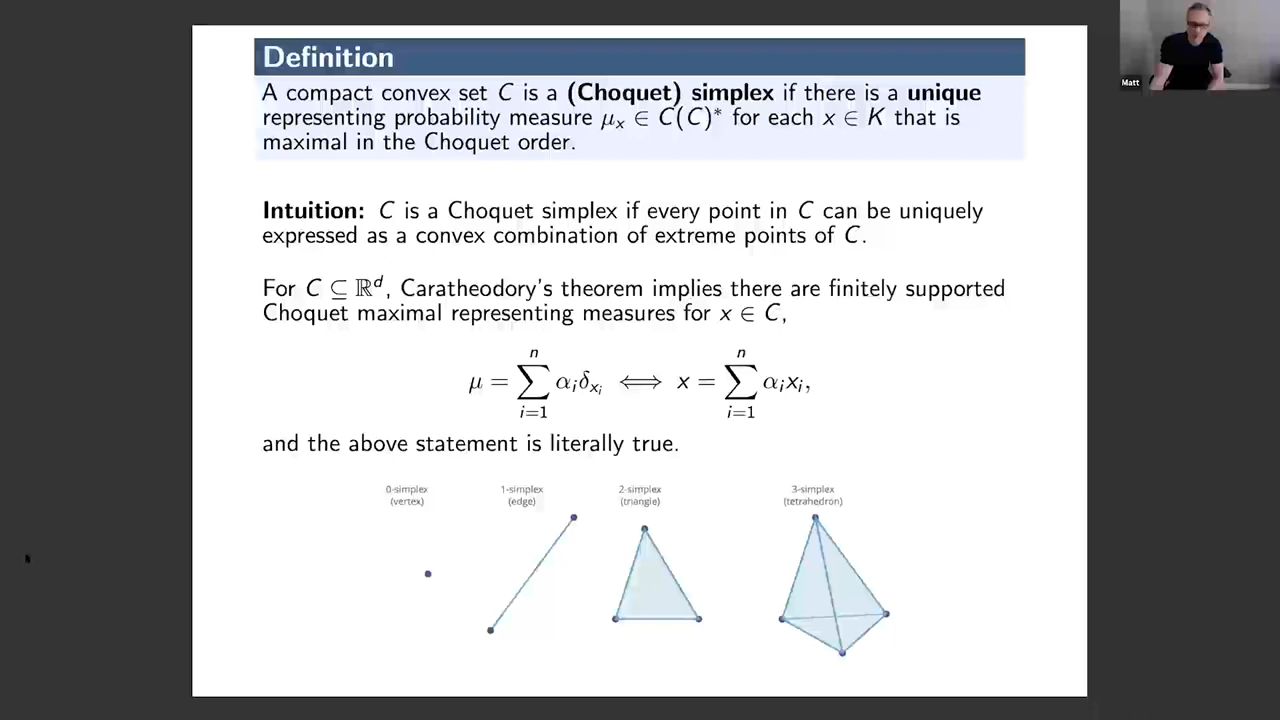 Definition
A compact convex set C is a (Choquet) simplex if there is a unique
representing probability measure μₓ ∈ C(C)* for each x ∈ K that is
maximal in the Choquet order.
Intuition: C is a Choquet simplex if every point in C can be uniquely
expressed as a convex combination of extreme points of C.
For C ⊆ ℝᵈ, Caratheodory's theorem implies there are finitely supported
Choquet maximal representing measures for x ∈ C,
μ = ∑_{i=1}^{n} α_i δ_{x_i} ⟺ x = ∑_{i=1}^{n} α_i x_i,
and the above statement is literally true.
0-simplex
(vertex)
1-simplex
(edge)
2-simplex
(triangle)
3-simplex
(tetrahedron)
Matt